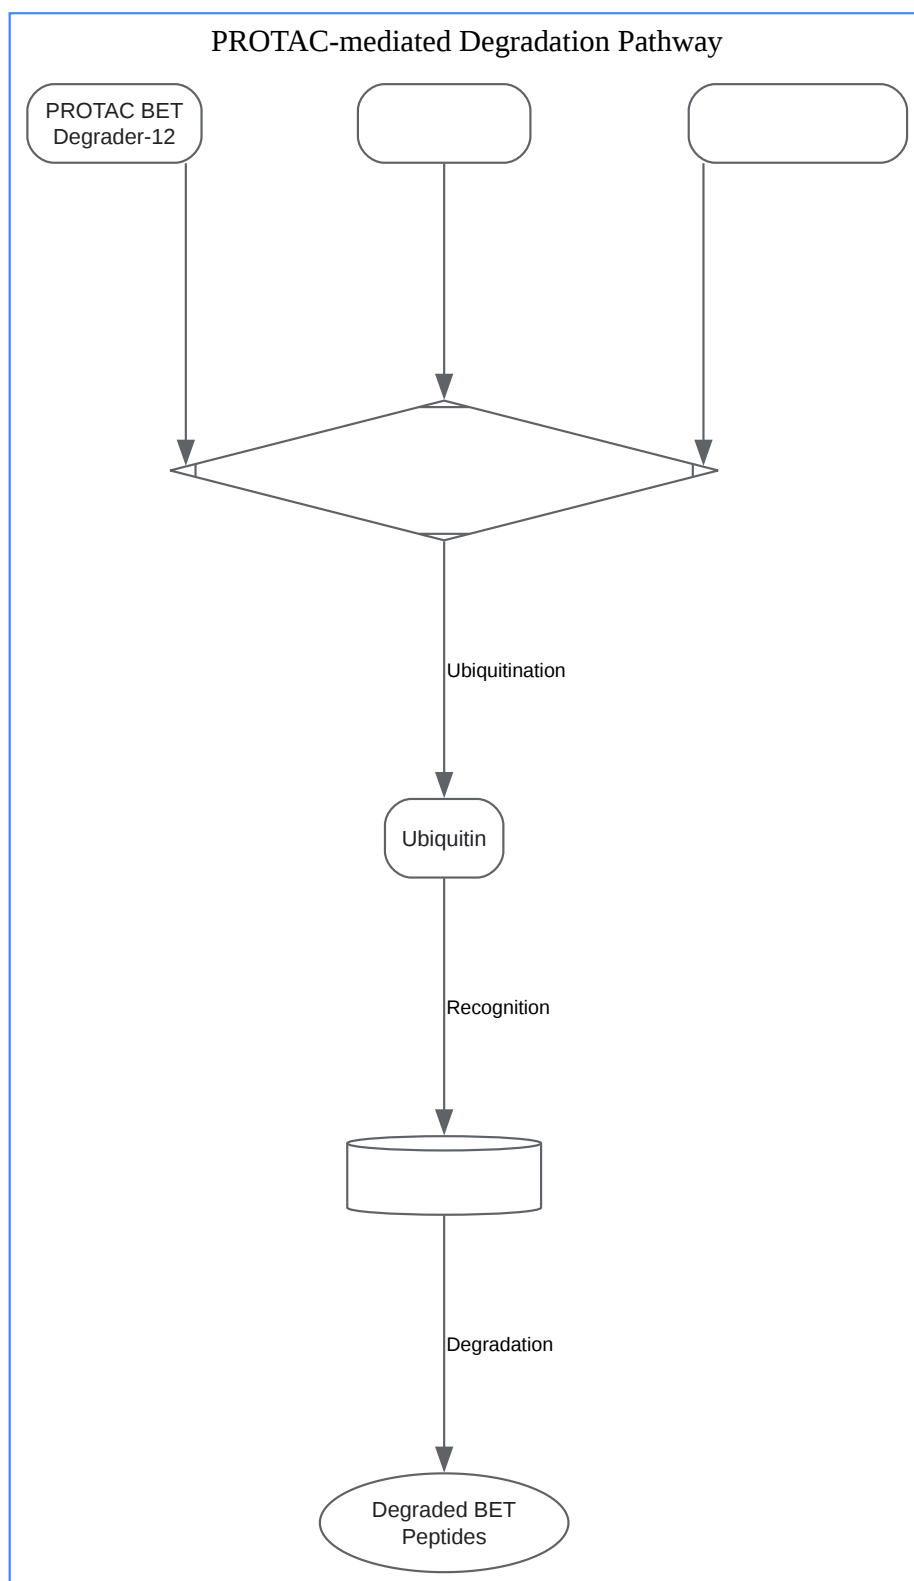 PROTAC-mediated Degradation Pathway
PROTAC BET
Degrader-12
Ubiquitination
Ubiquitin
Recognition
Degradation
Degraded BET
Peptides